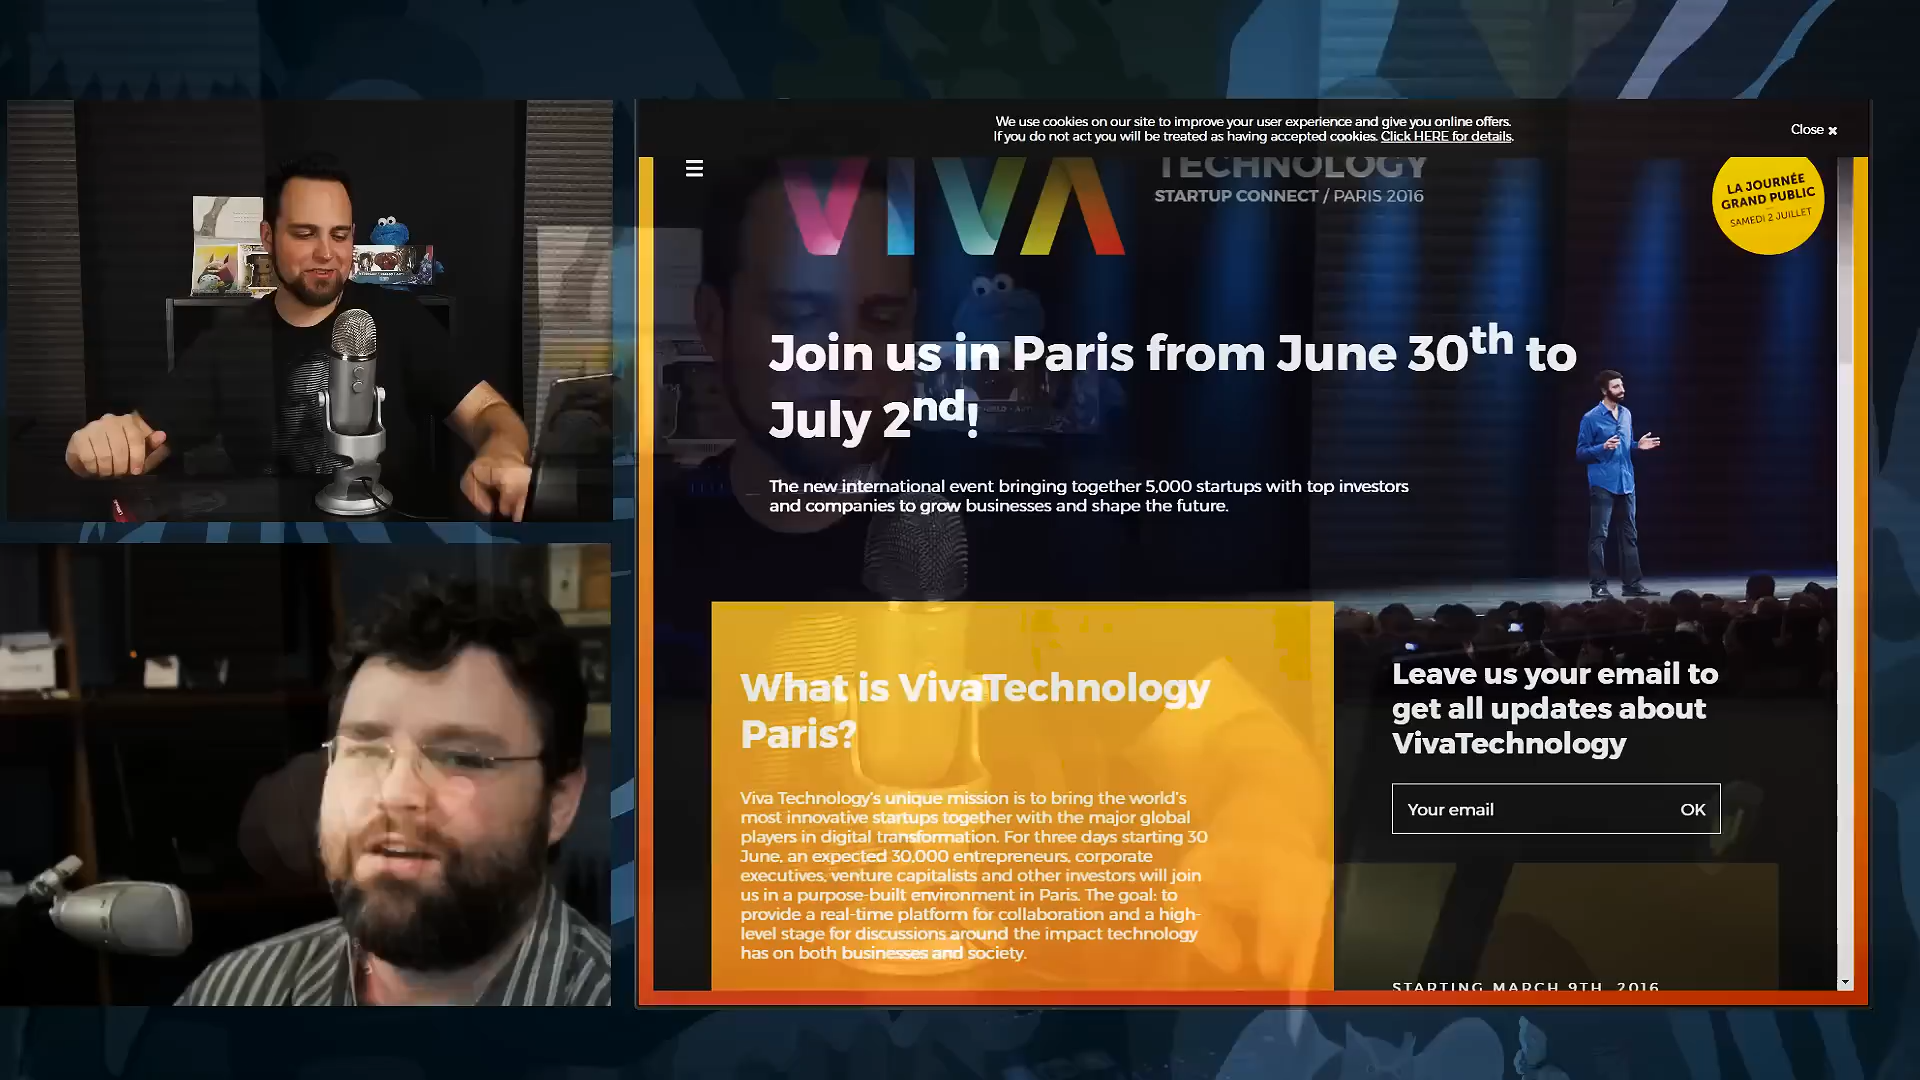 We use cookies on our site to improve your user experience and give you online offers.
If you do not act you will be treated as having accepted cookies. Click HERE for details.
Close ×
VIVA
TECHNOLOGY
STARTUP CONNECT / PARIS 2016
LA JOURNÉE
GRAND PUBLIC
SAMEDI 2 JUILLET
Join us in Paris from June 30th to
July 2nd!
The new international event bringing together 5,000 startups with top investors
and companies to grow businesses and shape the future.
What is VivaTechnology
Paris?
Viva Technology's unique mission is to bring the world's
most innovative startups together with the major global
players in digital transformation. For three days starting 30
June, an expected 30,000 entrepreneurs, corporate
executives, venture capitalists and other investors will join
us in a purpose-built environment in Paris. The goal: to
provide a real-time platform for collaboration and a high-
level stage for discussions around the impact technology
has on both businesses and society.
Leave us your email to
get all updates about
VivaTechnology
Your email
OK
STARTING MARCH 9TH, 2016